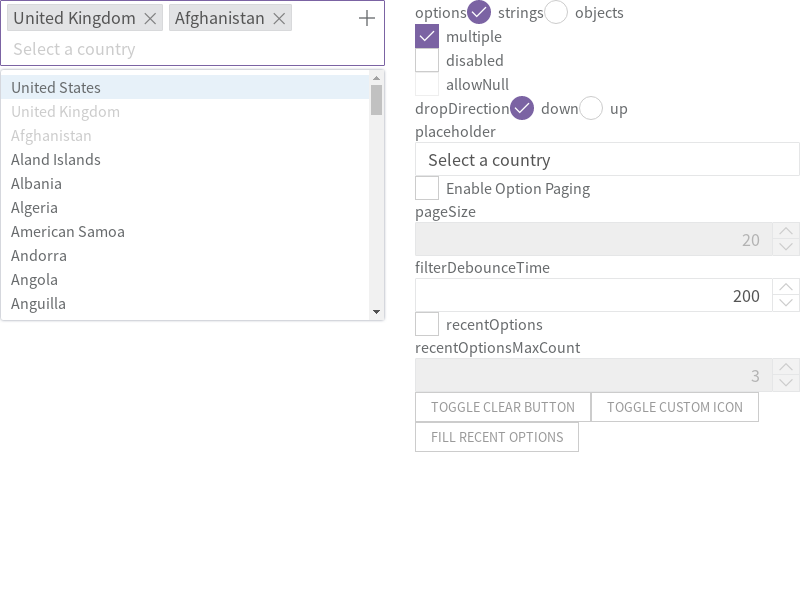 United Kingdom Afghanistan
Select a country
United States
United Kingdom
Afghanistan
Aland Islands
Albania
Algeria
American Samoa
Andorra
Angola
Anguilla
options strings objects
multiple
disabled
allowNull
dropDirection down up
placeholder
Select a country
Enable Option Paging
pageSize
20
filterDebounceTime
200
recentOptions
recentOptionsMaxCount
3
TOGGLE CLEAR BUTTON TOGGLE CUSTOM ICON
FILL RECENT OPTIONS